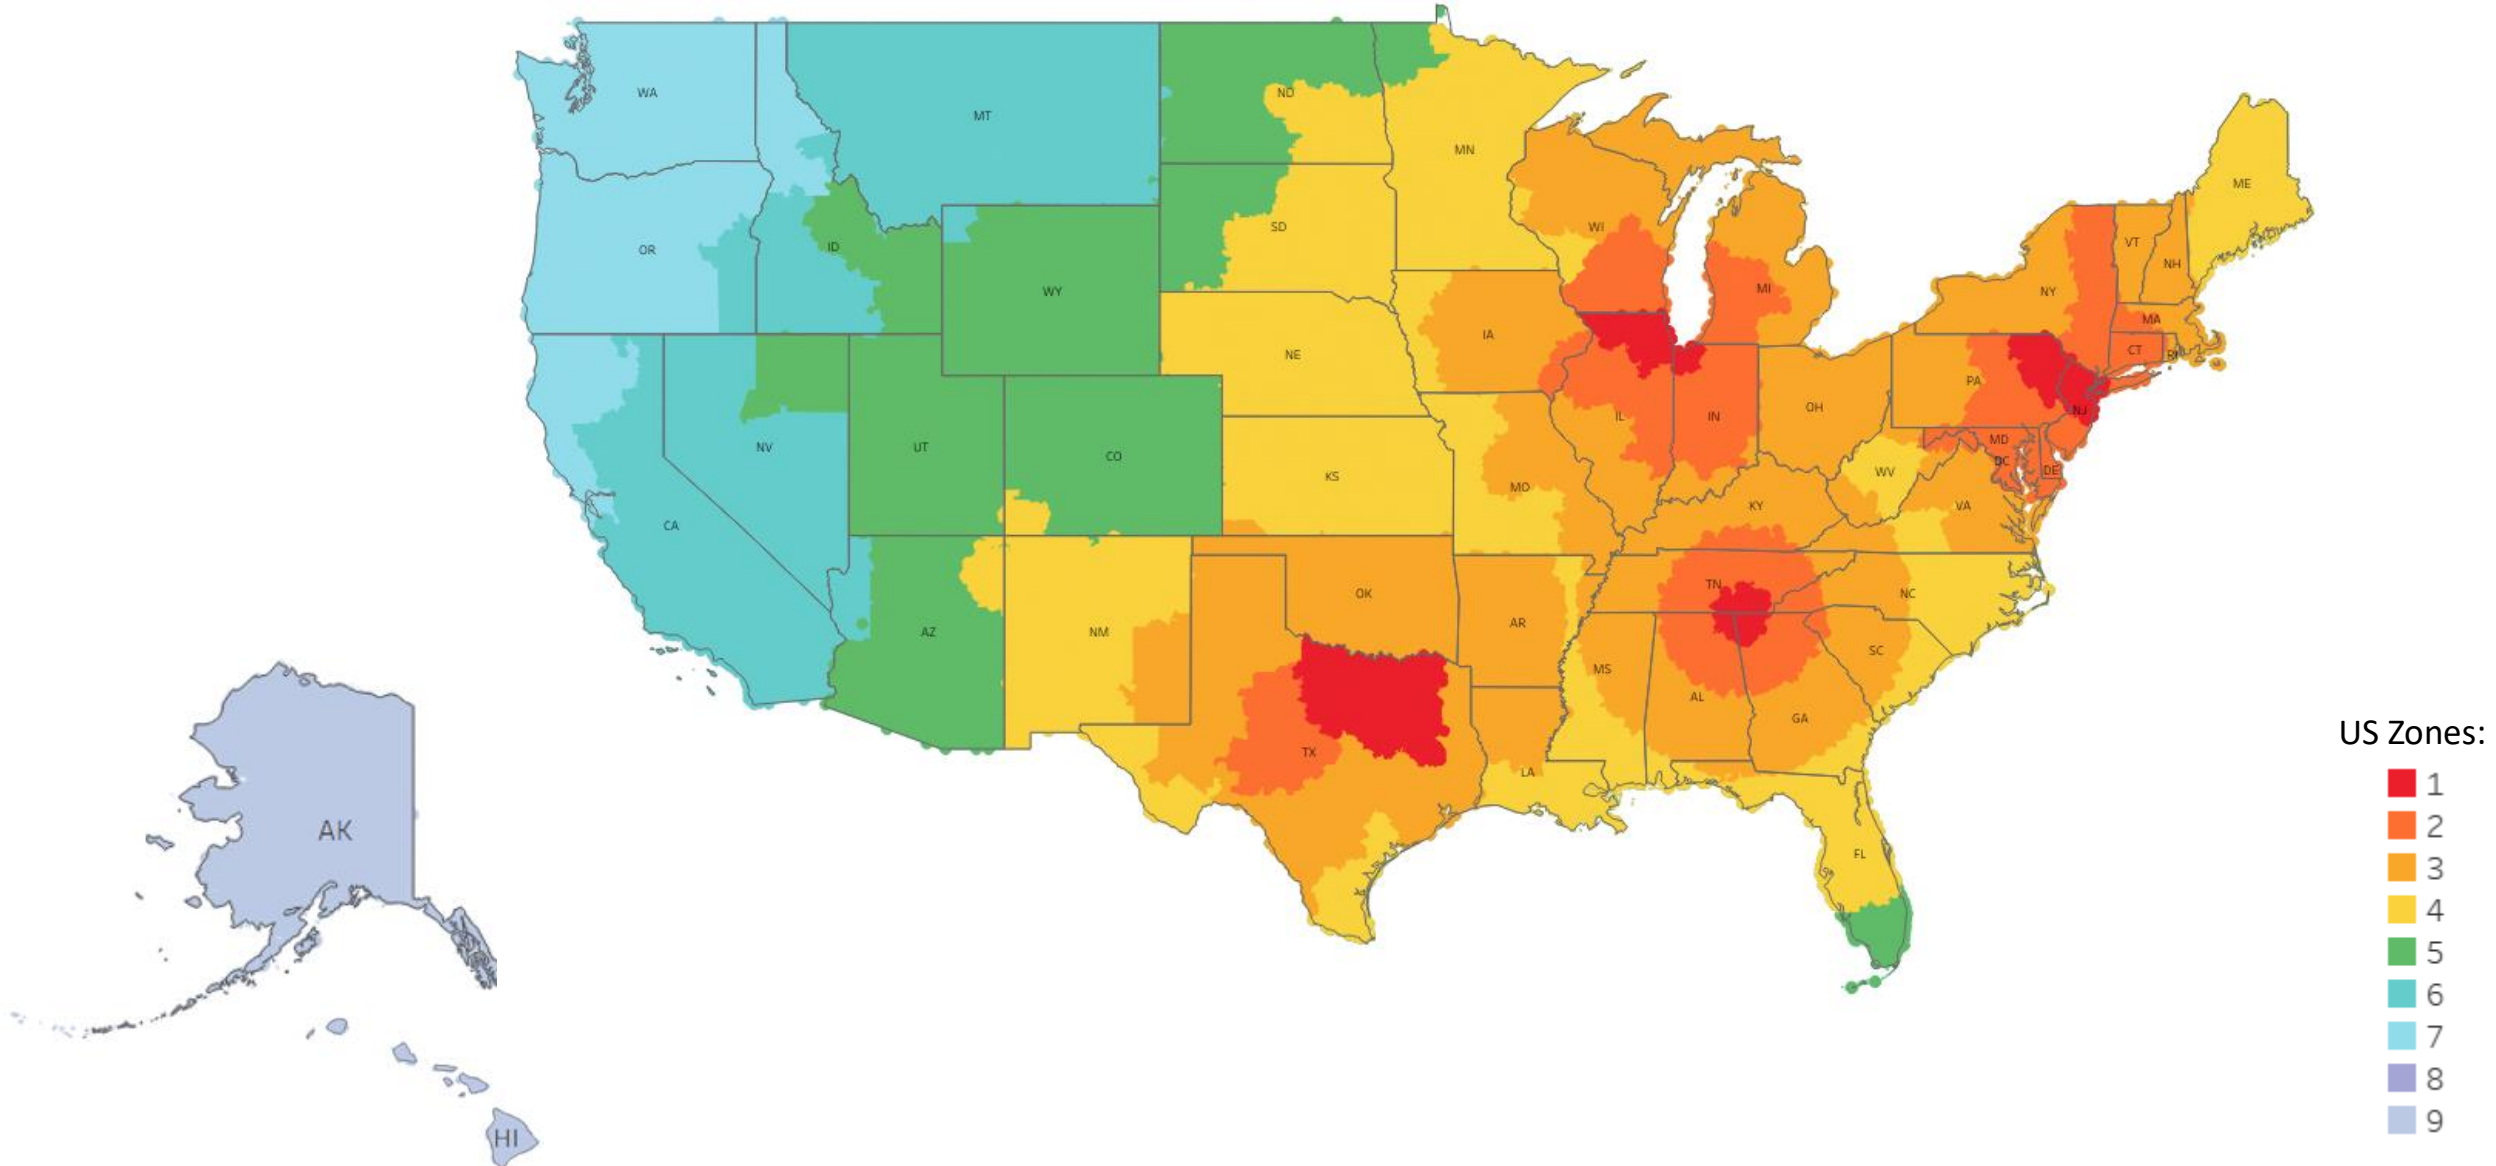 WA
MT
ND
MN
ME
OR
ID
SD
WI
VT
NH
WY
MI
NY
MA
IA
CT
RI
NE
PA
NJ
OH
IL
IN
NV
UT
CO
MD
DC
DE
KS
WV
MO
CA
KY
VA
TN
OK
NC
AR
AZ
NM
SC
MS
AL
GA
TX
LA
FL
AK
HI
US Zones:
1
2
3
4
5
6
7
8
9